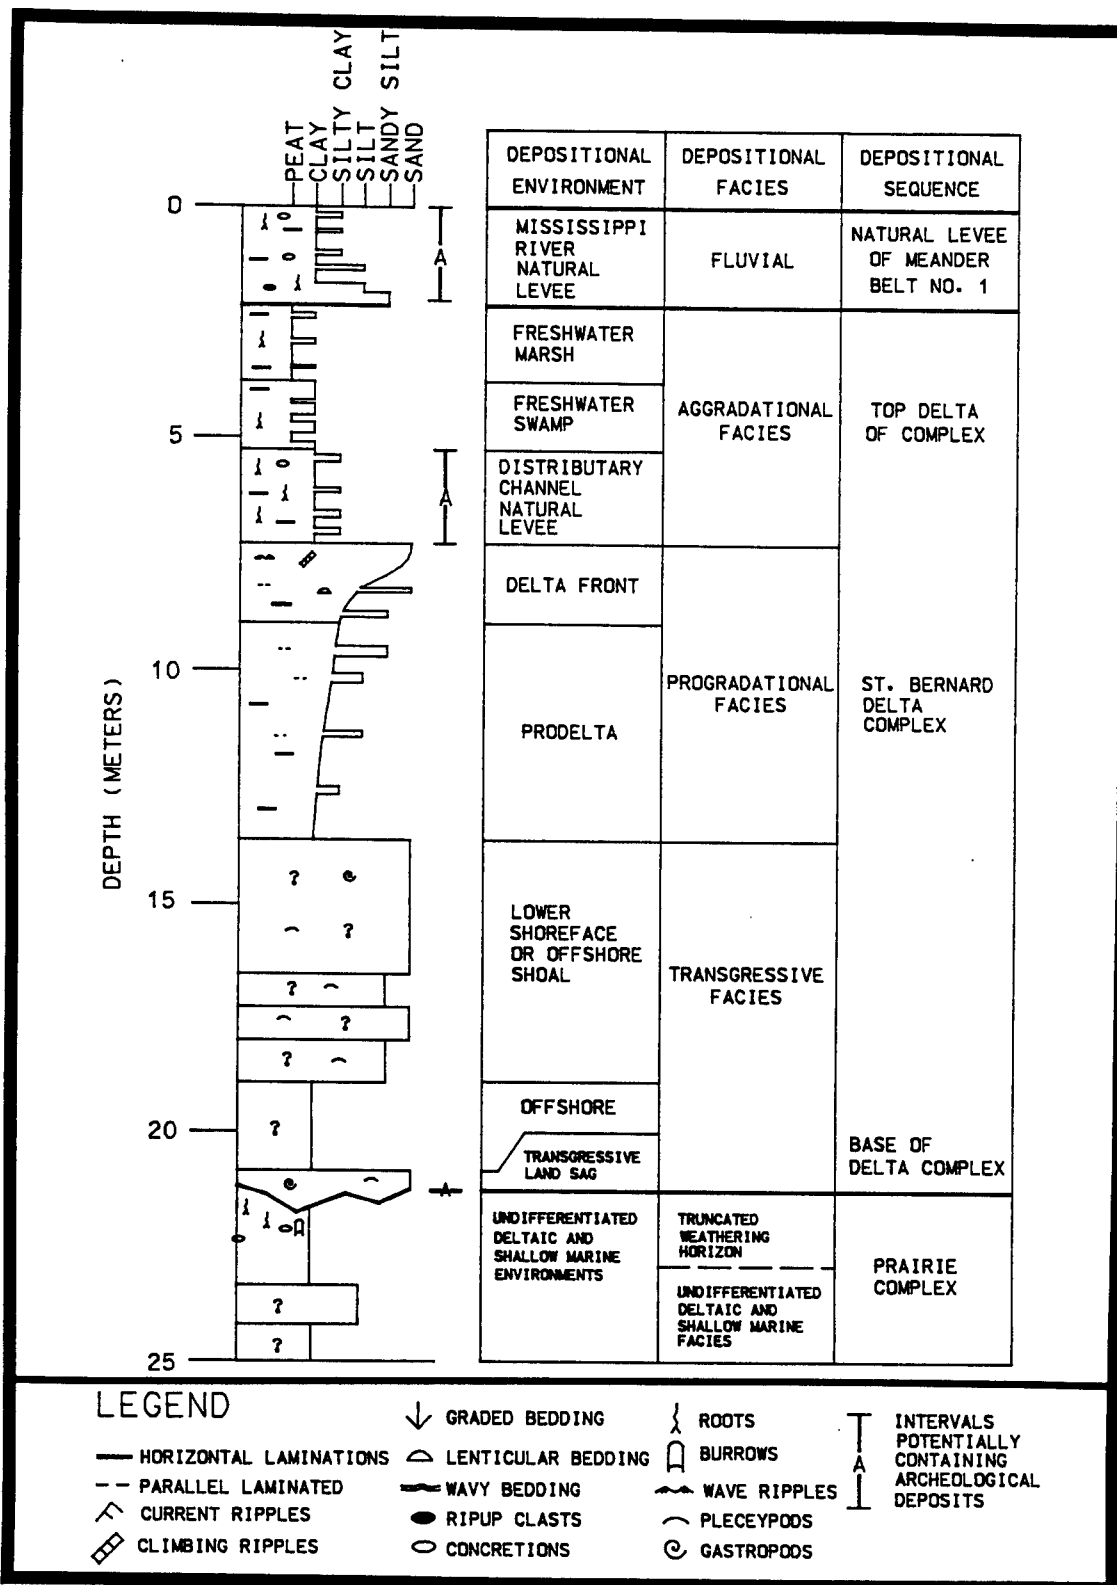 PEAT
CLAY
SILTY CLAY
SILT
SANDY SILT
SAND
DEPTH (METERS)
0
5
10
15
20
25
A
A
A
DEPOSITIONAL
ENVIRONMENT
DEPOSITIONAL
FACIES
DEPOSITIONAL
SEQUENCE
MISSISSIPPI
RIVER
NATURAL
LEVEE
FLUVIAL
NATURAL LEVEE
OF MEANDER
BELT NO. 1
FRESHWATER
MARSH
FRESHWATER
SWAMP
DISTRIBUTARY
CHANNEL
NATURAL
LEVEE
AGGRADATIONAL
FACIES
TOP DELTA
OF COMPLEX
DELTA FRONT
PRODELTA
PROGRADATIONAL
FACIES
ST. BERNARD
DELTA
COMPLEX
LOWER
SHOREFACE
OR OFFSHORE
SHOAL
TRANSGRESSIVE
FACIES
OFFSHORE
TRANSGRESSIVE
LAND SAG
BASE OF
DELTA COMPLEX
UNDIFFERENTIATED
DELTAIC AND
SHALLOW MARINE
ENVIRONMENTS
TRUNCATED
WEATHERING
HORIZON
UNDIFFERENTIATED
DELTAIC AND
SHALLOW MARINE
FACIES
PRAIRIE
COMPLEX
? 
?
?
?
?
?
?
?
?
LEGEND
HORIZONTAL LAMINATIONS
PARALLEL LAMINATED
CURRENT RIPPLES
CLIMBING RIPPLES
GRADED BEDDING
LENTICULAR BEDDING
WAVY BEDDING
RIPUP CLASTS
CONCRETIONS
ROOTS
BURROWS
WAVE RIPPLES
PLECEYPODS
GASTROPODS
A
INTERVALS
POTENTIALLY
CONTAINING
ARCHEOLOGICAL
DEPOSITS